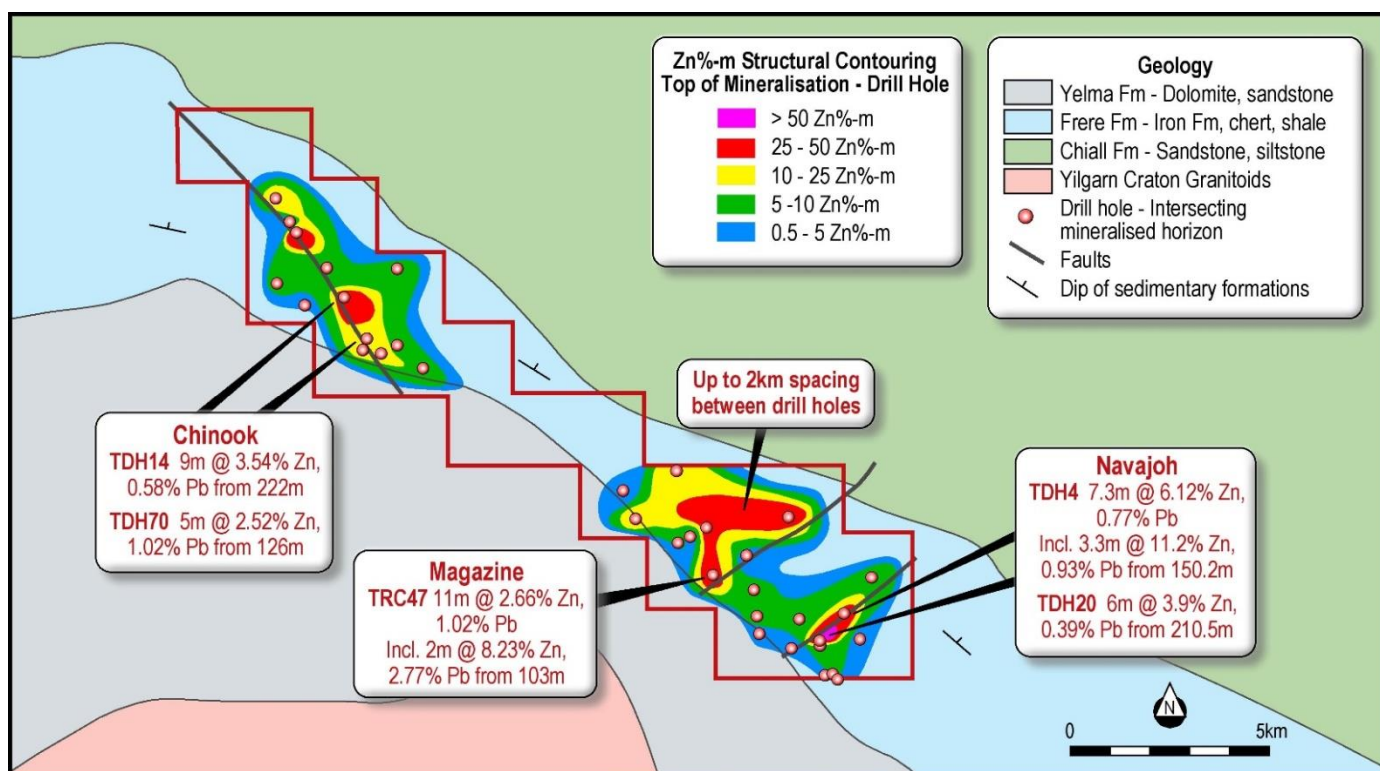 Zn%-m Structural Contouring
Top of Mineralisation - Drill Hole
> 50 Zn%-m
25 - 50 Zn%-m
10 - 25 Zn%-m
5 -10 Zn%-m
0.5 - 5 Zn%-m
Geology
Yelma Fm - Dolomite, sandstone
Frere Fm - Iron Fm, chert, shale
Chiall Fm - Sandstone, siltstone
Yilgarn Craton Granitoids
Drill hole - Intersecting
mineralised horizon
Faults
Dip of sedimentary formations
Up to 2km spacing
between drill holes
Chinook
TDH14 9m @ 3.54% Zn,
0.58% Pb from 222m
TDH70 5m @ 2.52% Zn,
1.02% Pb from 126m
Magazine
TRC47 11m @ 2.66% Zn,
1.02% Pb
Incl. 2m @ 8.23% Zn,
2.77% Pb from 103m
Navajoh
TDH4 7.3m @ 6.12% Zn,
0.77% Pb
Incl. 3.3m @ 11.2% Zn,
0.93% Pb from 150.2m
TDH20 6m @ 3.9% Zn,
0.39% Pb from 210.5m
N
0 5km